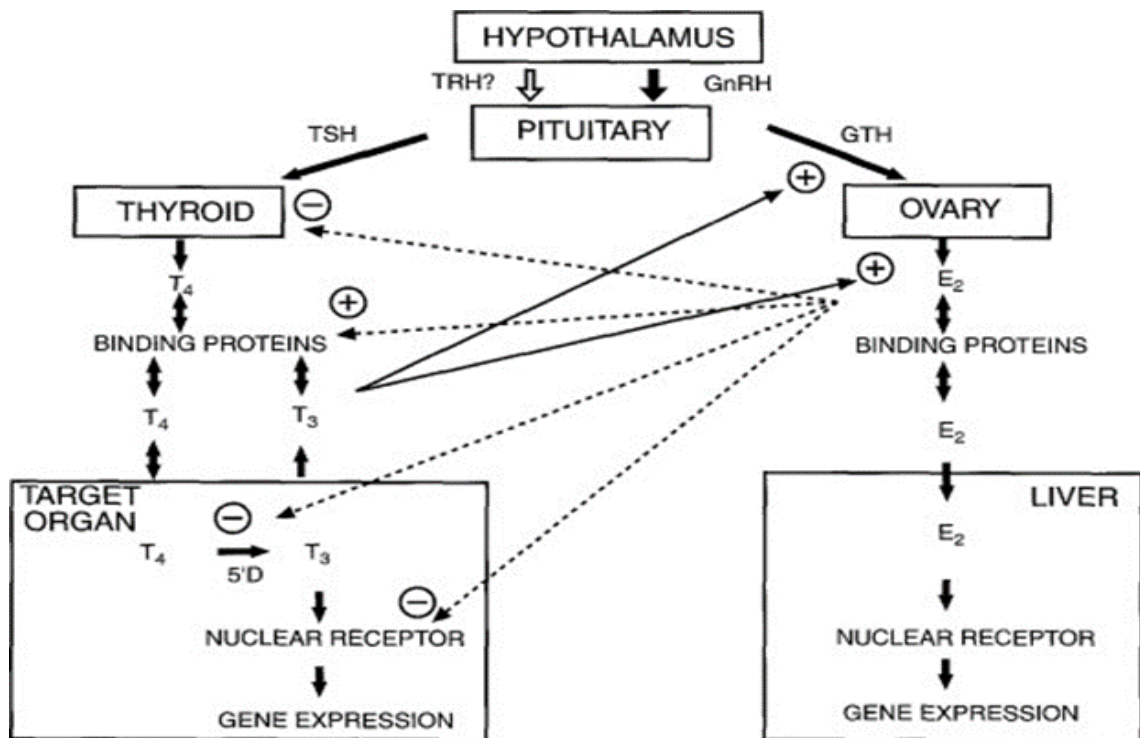 HYPOTHALAMUS
TRH?
GnRH
PITUITARY
TSH
GTH
THYROID
−
+
OVARY
T₄
+
+
E₂
BINDING PROTEINS
BINDING PROTEINS
T₄
T₃
E₂
TARGET
ORGAN
LIVER
−
T₄
5'D
T₃
E₂
−
NUCLEAR RECEPTOR
NUCLEAR RECEPTOR
GENE EXPRESSION
GENE EXPRESSION